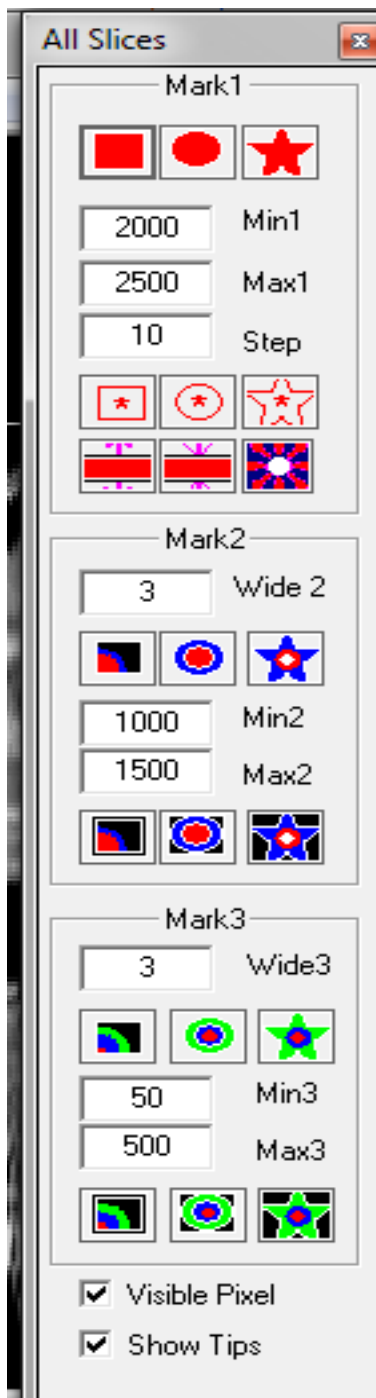 All Slices
Mark1
2000 Min1
2500 Max1
10 Step
Mark2
3 Wide 2
1000 Min2
1500 Max2
Mark3
3 Wide3
50 Min3
500 Max3
Visible Pixel
Show Tips